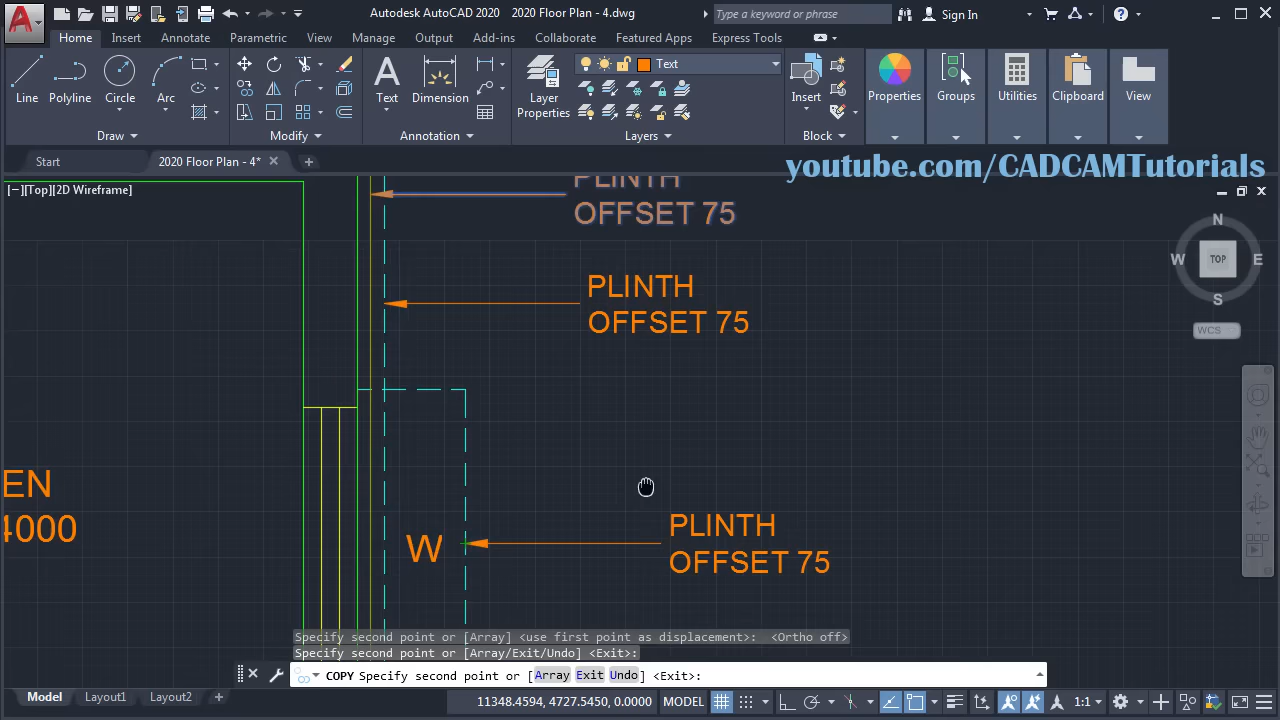 Autodesk AutoCAD 2020 2020 Floor Plan - 4.dwg
Type a keyword or phrase
Sign In
Home Insert Annotate Parametric View Manage Output Add-ins Collaborate Featured Apps Express Tools
Line Polyline Circle Arc Text Dimension Layer Properties Text Insert Properties Groups Utilities Clipboard View
Draw Modify Annotation Layers Block
Start 2020 Floor Plan - 4* 
youtube.com/CADCAMTutorials
[−][Top][2D Wireframe]
PLINTH
OFFSET 75
N
W TOP E
S
WCS
PLINTH
OFFSET 75
EN
4000
W
PLINTH
OFFSET 75
Specify second point or [Array] <use first point as displacement>: <Ortho off>
Specify second point or [Array/Exit/Undo] <Exit>:
COPY Specify second point or [Array Exit Undo] <Exit>:
Model Layout1 Layout2 + 11348.4594, 4727.5450, 0.0000 MODEL 1:1